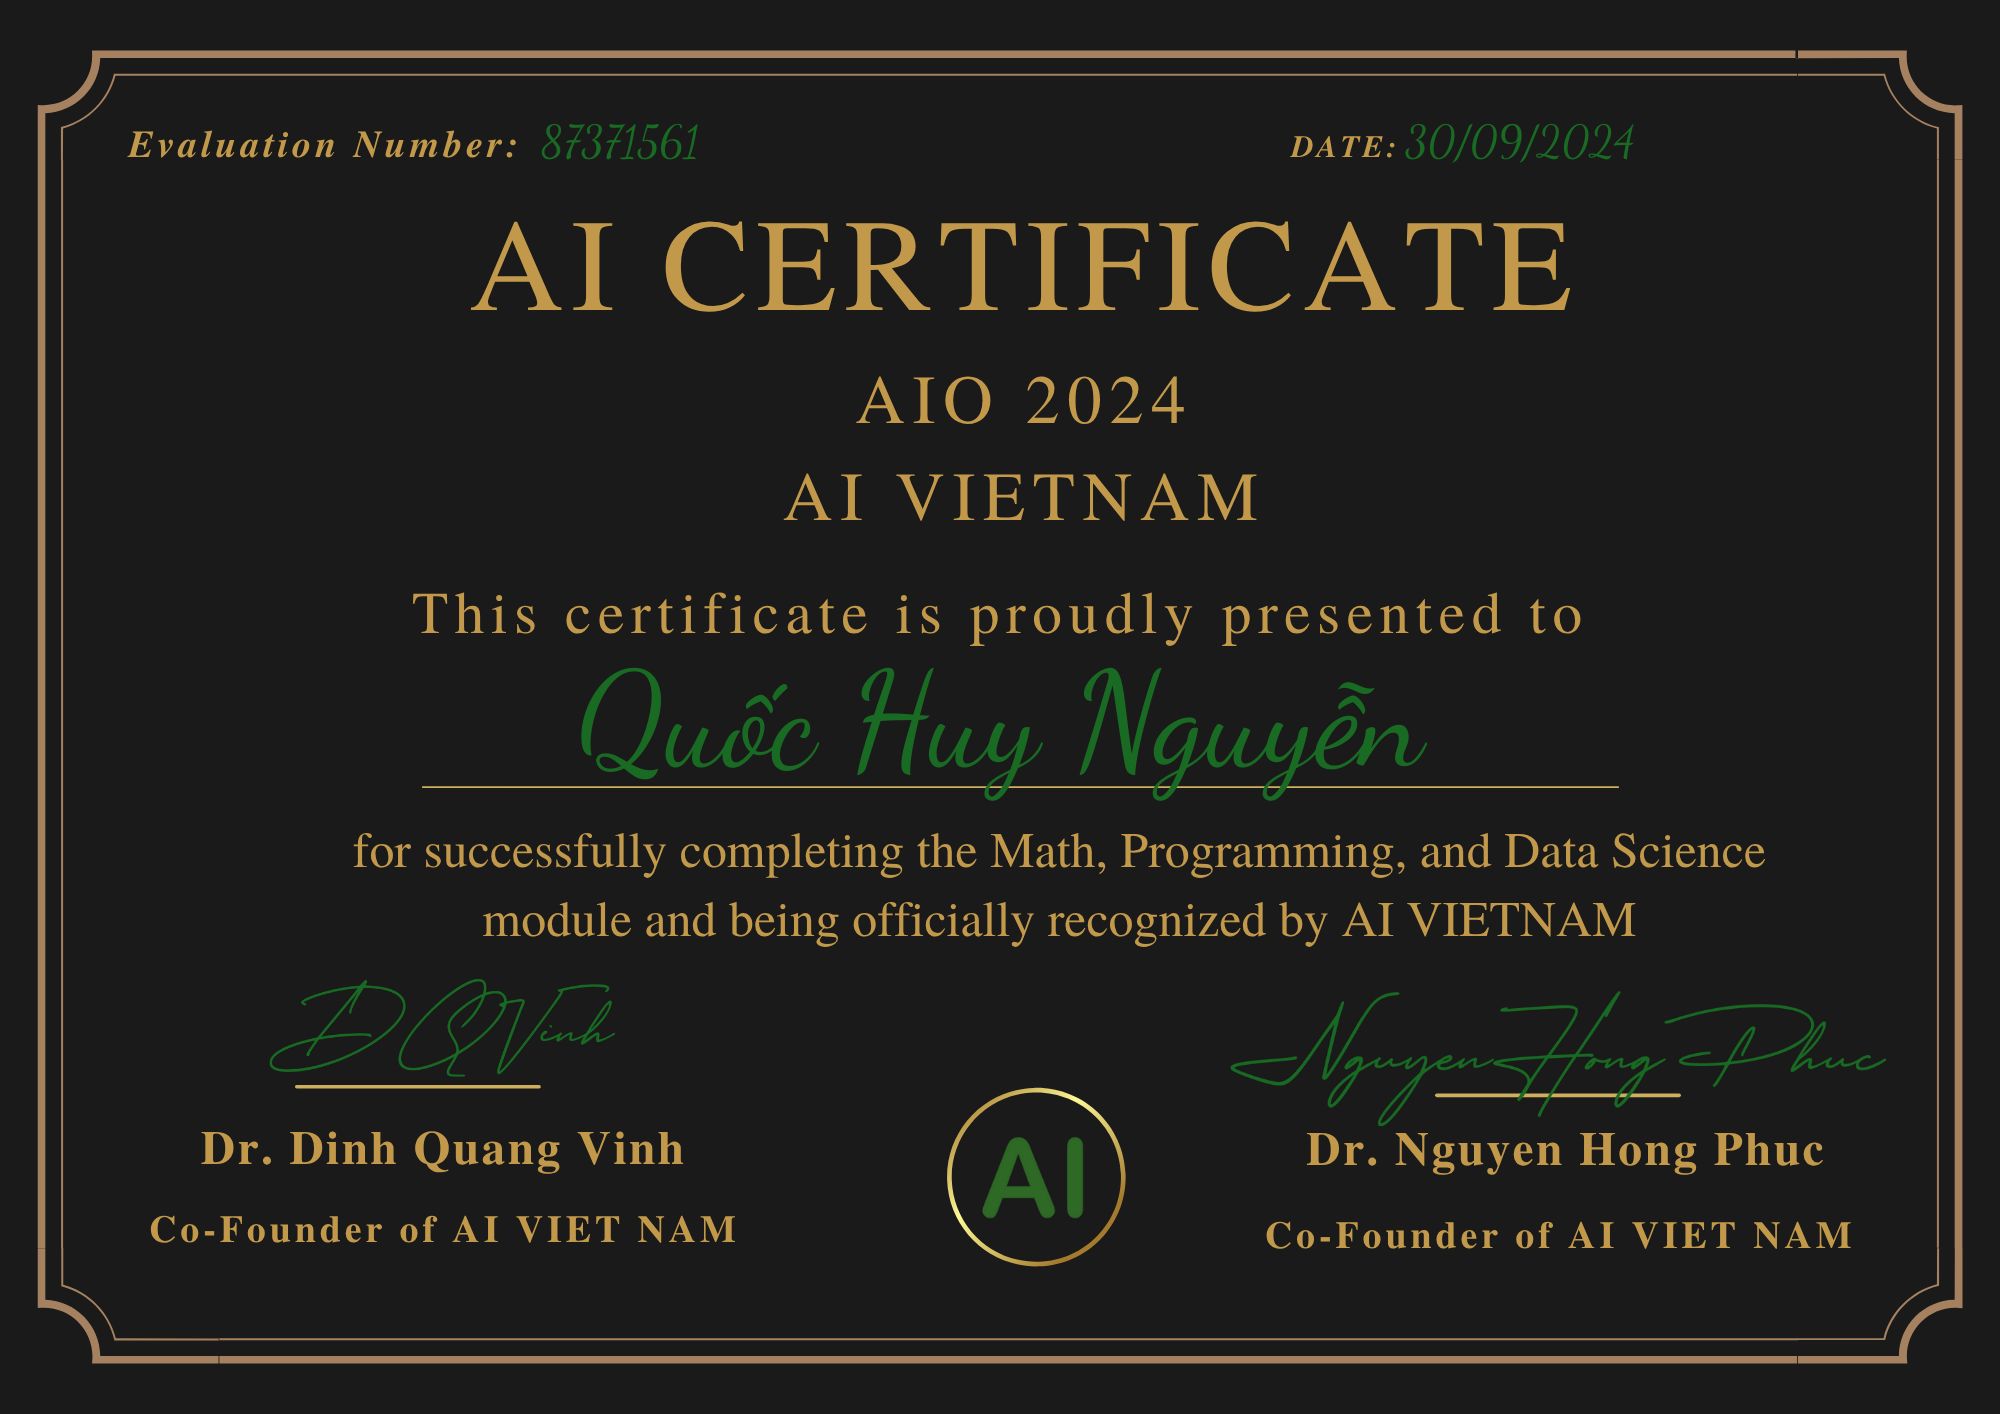 Evaluation Number: 87371561
DATE: 30/09/2024
AI CERTIFICATE
AIO 2024
AI VIETNAM
This certificate is proudly presented to
Quốc Huy Nguyễn
for successfully completing the Math, Programming, and Data Science
module and being officially recognized by AI VIETNAM
DQVinh
Nguyen Hong Phuc
Dr. Dinh Quang Vinh
Dr. Nguyen Hong Phuc
AI
Co-Founder of AI VIET NAM
Co-Founder of AI VIET NAM